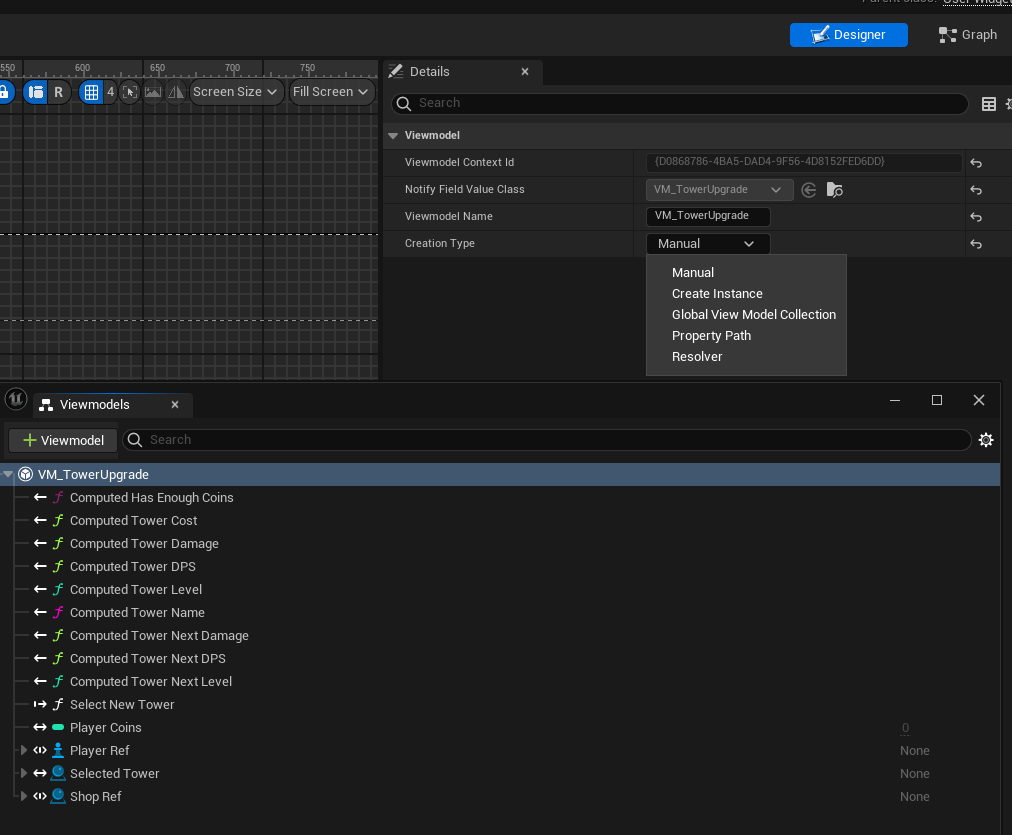 Designer
Graph
550 600 650 700 750
Details
R
4
Screen Size
Fill Screen
Search
Viewmodel
Viewmodel Context Id
{D0868786-4BA5-DAD4-9F56-4D8152FED6DD}
Notify Field Value Class
VM_TowerUpgrade
Viewmodel Name
VM_TowerUpgrade
Creation Type
Manual
Manual
Create Instance
Global View Model Collection
Property Path
Resolver
Viewmodels
Viewmodel
Search
VM_TowerUpgrade
Computed Has Enough Coins
Computed Tower Cost
Computed Tower Damage
Computed Tower DPS
Computed Tower Level
Computed Tower Name
Computed Tower Next Damage
Computed Tower Next DPS
Computed Tower Next Level
Select New Tower
Player Coins 0
Player Ref None
Selected Tower None
Shop Ref None